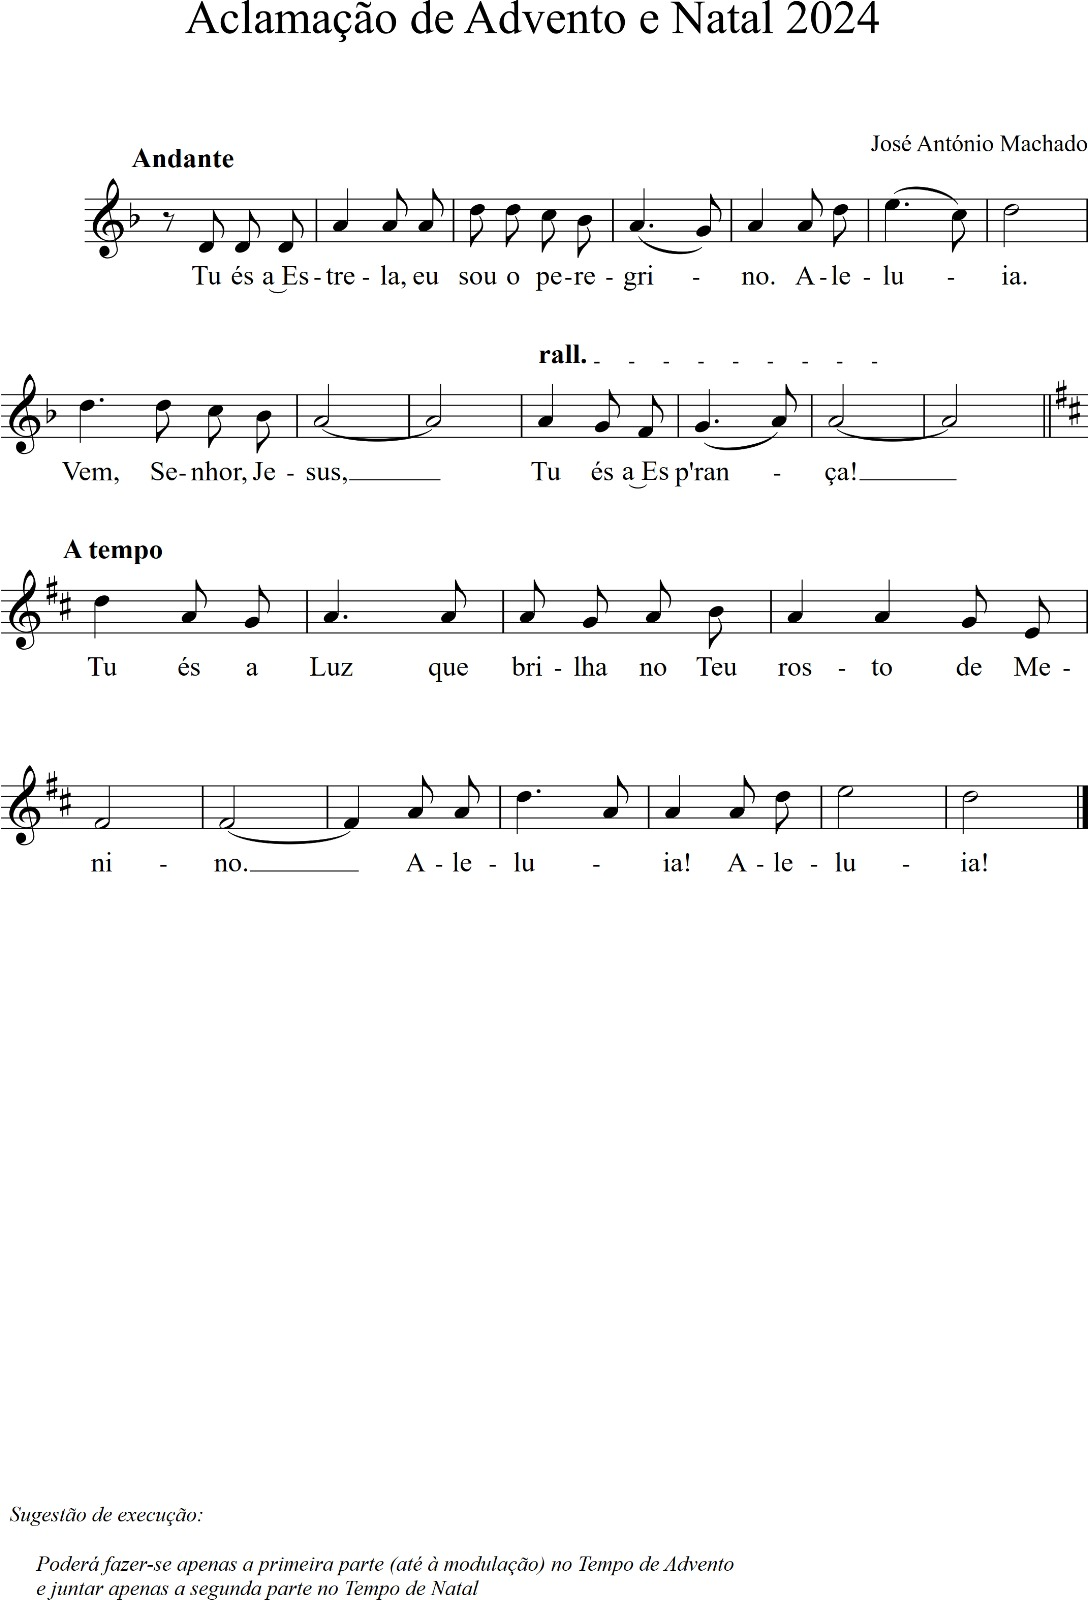 Aclamação de Advento e Natal 2024
José António Machado
Andante
Tu és a Es - tre - la, eu sou o pe - re - gri - no. A - le - lu - ia.
rall. - - - - - - - - -
Vem, Se - nhor, Je - sus, Tu és a Es p'ran - ça!
A tempo
Tu és a Luz que bri - lha no Teu ros - to de Me -
ni - no. A - le - lu - ia! A - le - lu - ia!
Sugestão de execução:
Poderá fazer-se apenas a primeira parte (até à modulação) no Tempo de Advento
e juntar apenas a segunda parte no Tempo de Natal